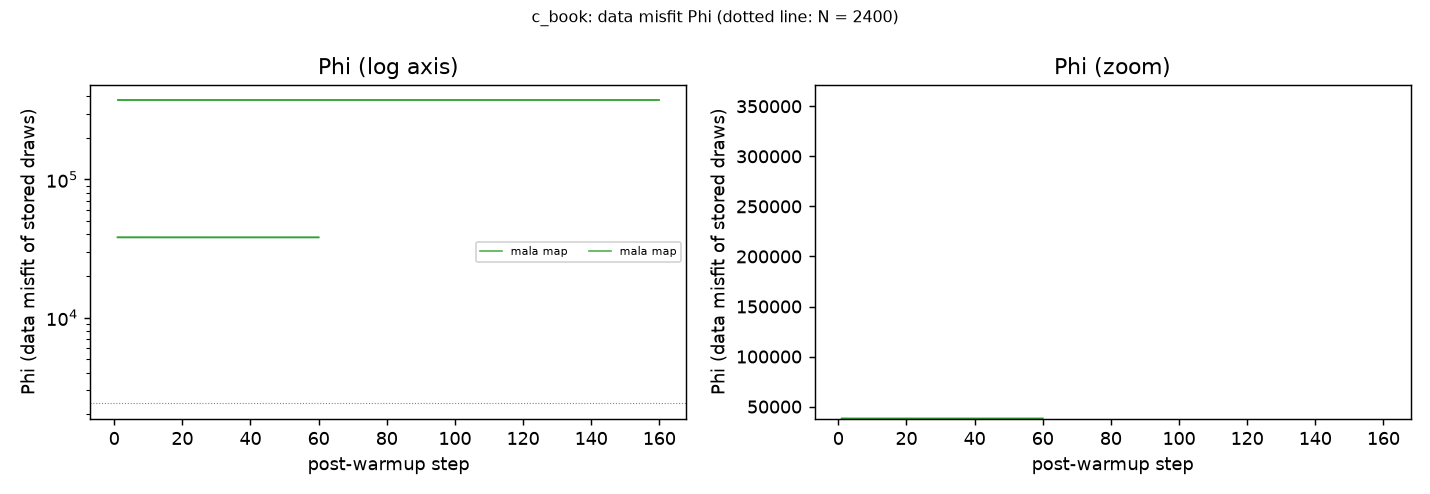 c_book: data misfit Phi (dotted line: N = 2400)
Phi (log axis)
Phi (data misfit of stored draws)
10^5
10^4
mala map
mala map
0 20 40 60 80 100 120 140 160
post-warmup step
Phi (zoom)
Phi (data misfit of stored draws)
350000
300000
250000
200000
150000
100000
50000
0 20 40 60 80 100 120 140 160
post-warmup step